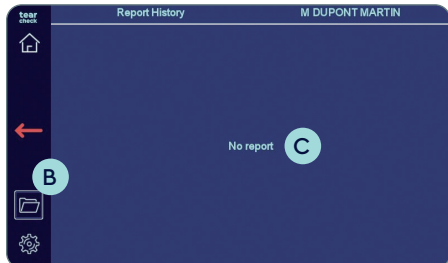 tear
check
Report History
M DUPONT MARTIN
No report
C
B